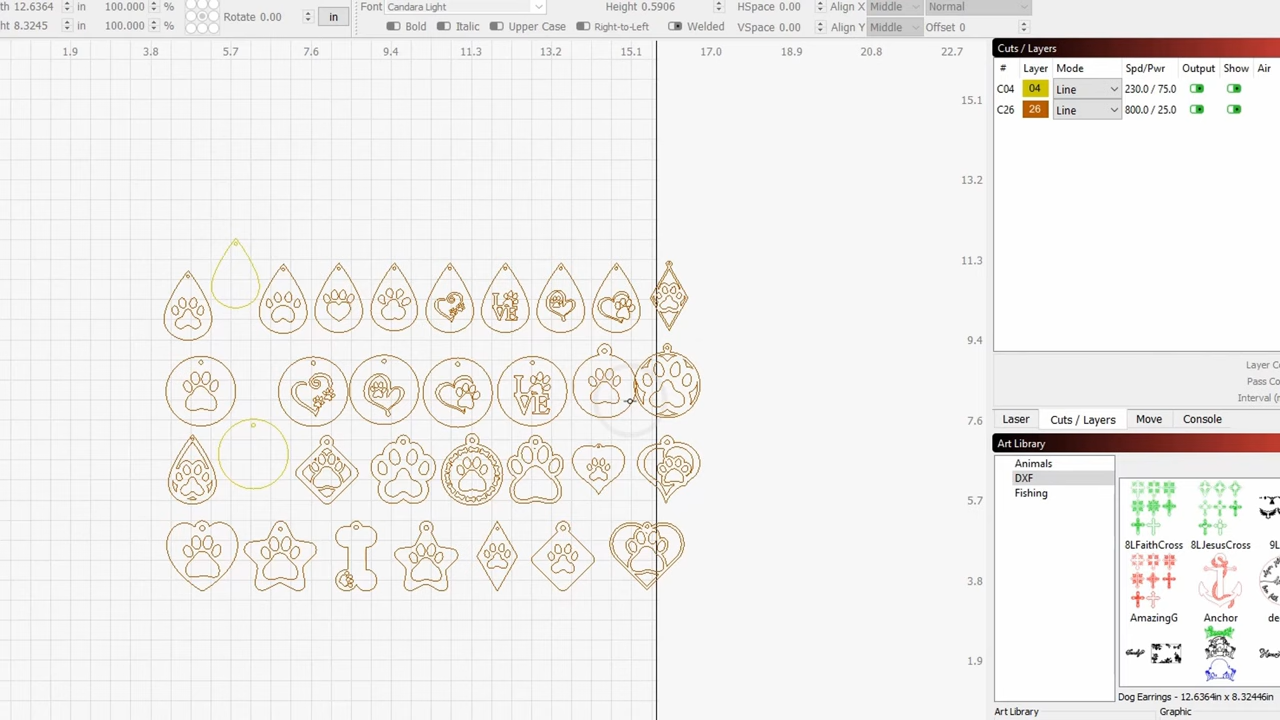 12.6364 in 100.000 % Rotate 0.00 in Font Candara Light Height 0.5906 HSpace 0.00 Align X Middle Normal
ht 8.3245 in 100.000 % Bold Italic Upper Case Right-to-Left Welded VSpace 0.00 Align Y Middle Offset 0
1.9 3.8 5.7 7.6 9.4 11.3 13.2 15.1 17.0 18.9 20.8 22.7
15.1
13.2
11.3
9.4
7.6
5.7
3.8
1.9
LOVE
LOVE
Cuts / Layers
# Layer Mode Spd/Pwr Output Show Air
C04 04 Line 230.0 / 75.0
C26 26 Line 800.0 / 25.0
Layer Co
Pass Co
Interval (
Laser Cuts / Layers Move Console
Art Library
Animals
DXF
Fishing
8LFaithCross 8LJesusCross 9L
AmazingG Anchor de
Dog Earrings - 12.6364in x 8.32446in
Art Library Graphic